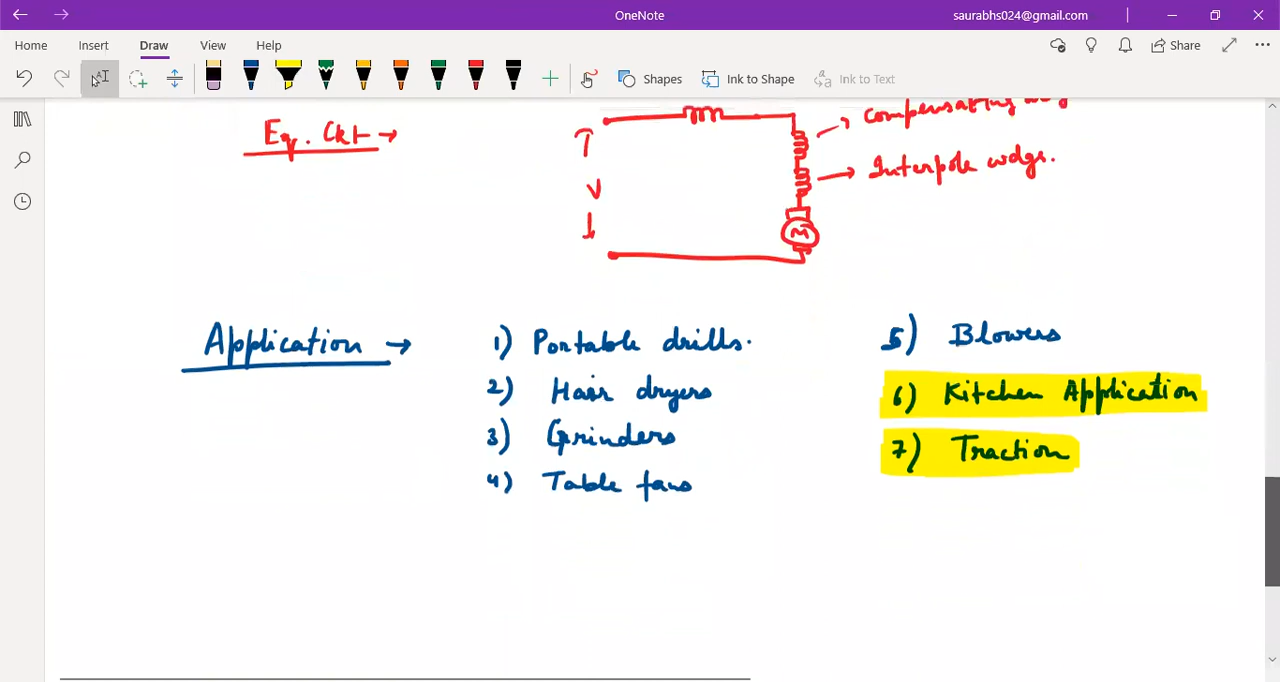 OneNote
saurabhs024@gmail.com
Home Insert Draw View Help
Share
Shapes Ink to Shape Ink to Text
Eq. Ckt →
compensating wdg
Interpole wdgs.
V
M
Application →
1) Portable drills.
2) Hair dryers
3) Grinders
4) Table fans
5) Blowers
6) Kitchen Application
7) Traction